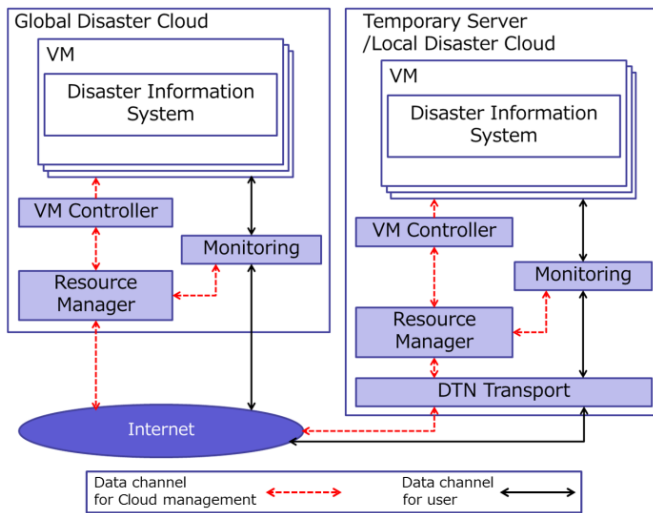 Global Disaster Cloud
VM
Disaster Information
System
VM Controller
Monitoring
Resource
Manager
Temporary Server
/Local Disaster Cloud
VM
Disaster Information
System
VM Controller
Monitoring
Resource
Manager
DTN Transport
Internet
Data channel
for Cloud management
Data channel
for user